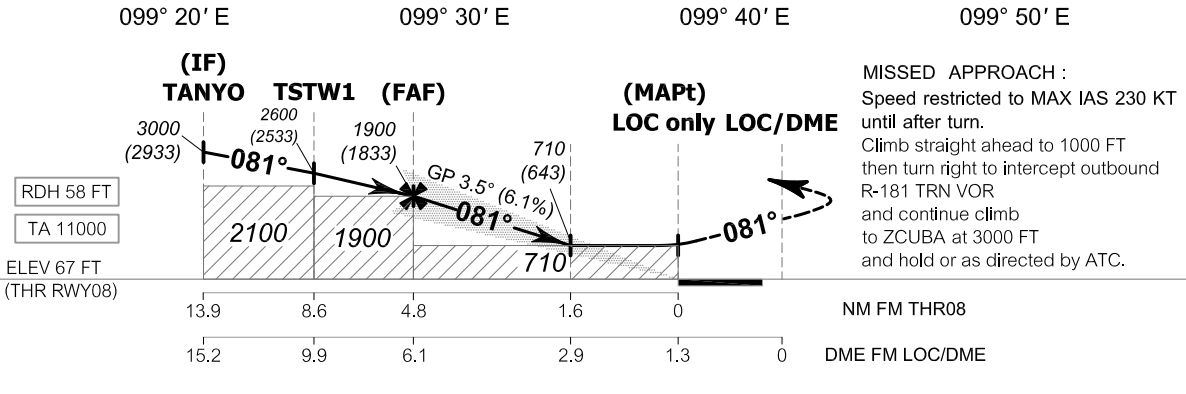 099° 20' E 099° 30' E 099° 40' E 099° 50' E
(IF)
TANYO
TSTW1
(FAF)
(MAPt)
LOC only
LOC/DME
3000
(2933)
2600
(2533)
1900
(1833)
710
(643)
081°
GP 3.5° (6.1%)
081°
081°
2100
1900
710
RDH 58 FT
TA 11000
ELEV 67 FT
(THR RWY08)
MISSED APPROACH :
Speed restricted to MAX IAS 230 KT
until after turn.
Climb straight ahead to 1000 FT
then turn right to intercept outbound
R-181 TRN VOR
and continue climb
to ZCUBA at 3000 FT
and hold or as directed by ATC.
13.9 8.6 4.8 1.6 0 NM FM THR08
15.2 9.9 6.1 2.9 1.3 0 DME FM LOC/DME